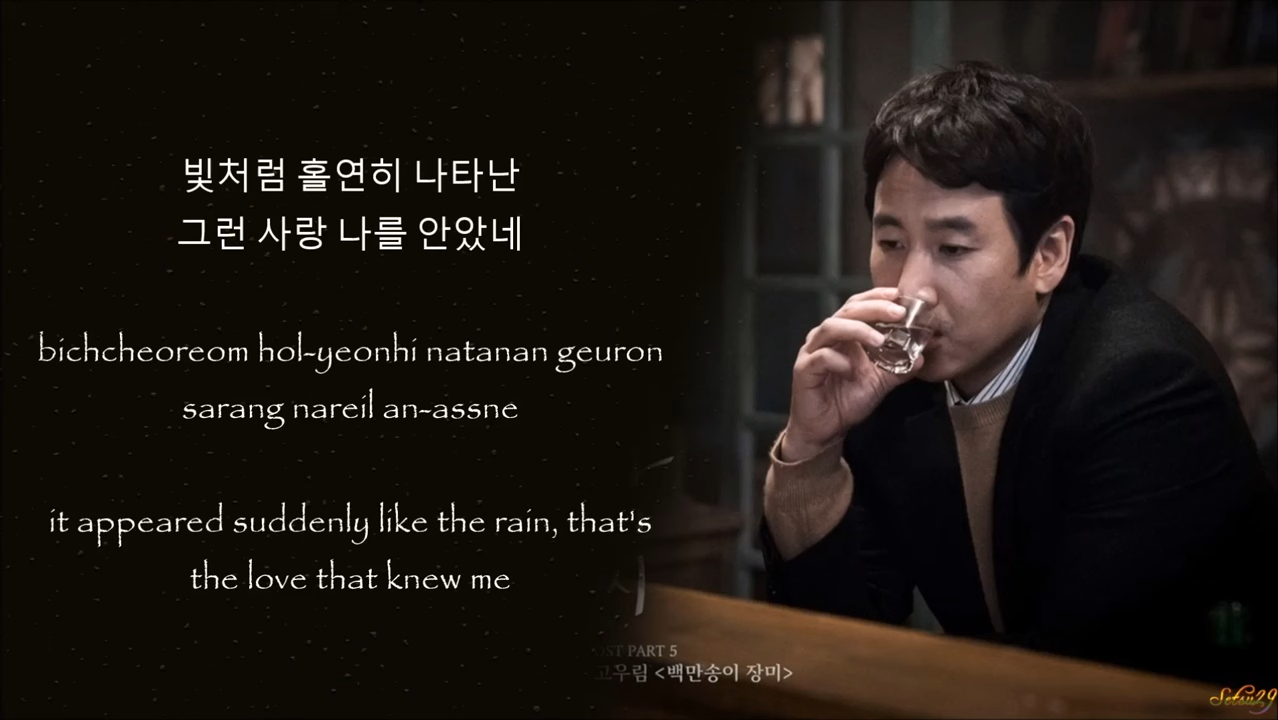 빛처럼 홀연히 나타난
그런 사랑 나를 안았네
bichcheoreom hol-yeonhi natanan geuron
sarang nareil an-assne
it appeared suddenly like the rain, that's
the love that knew me
OST PART 5
고우림 <백만송이 장미>
Setsu29